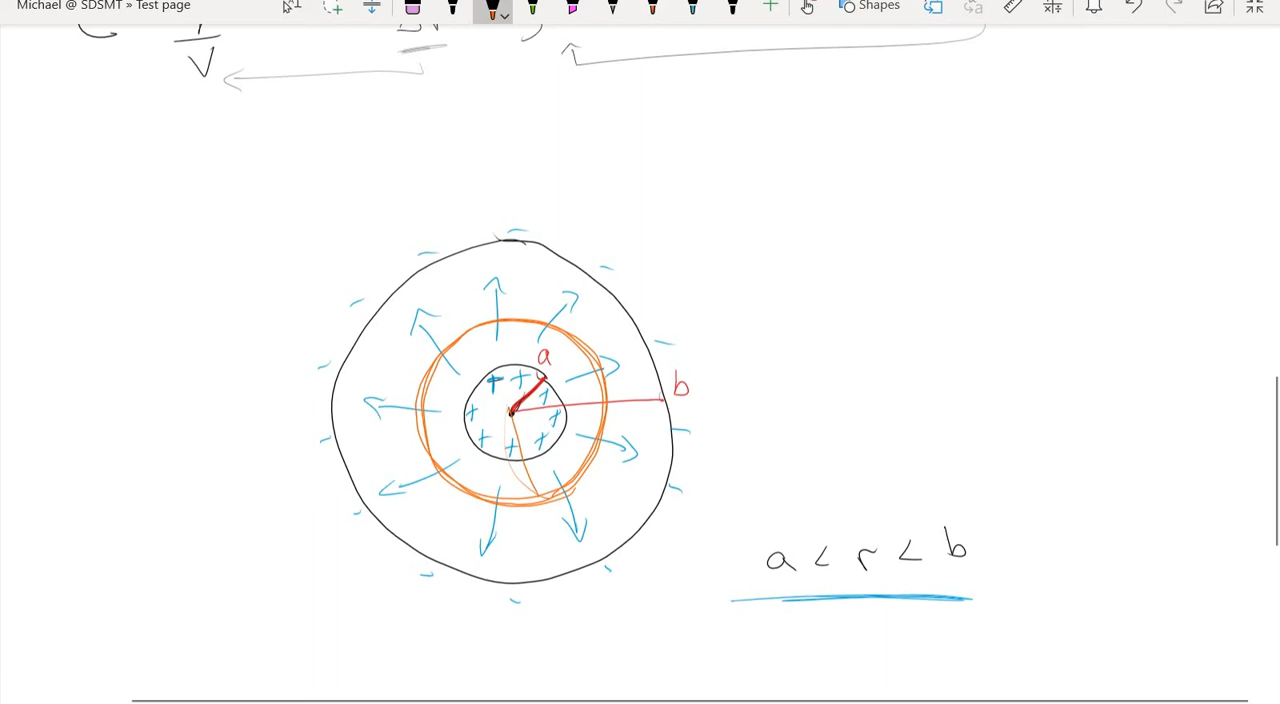 Michael @ SDSMT » Test page
Shapes
V
a
b
a < r < b